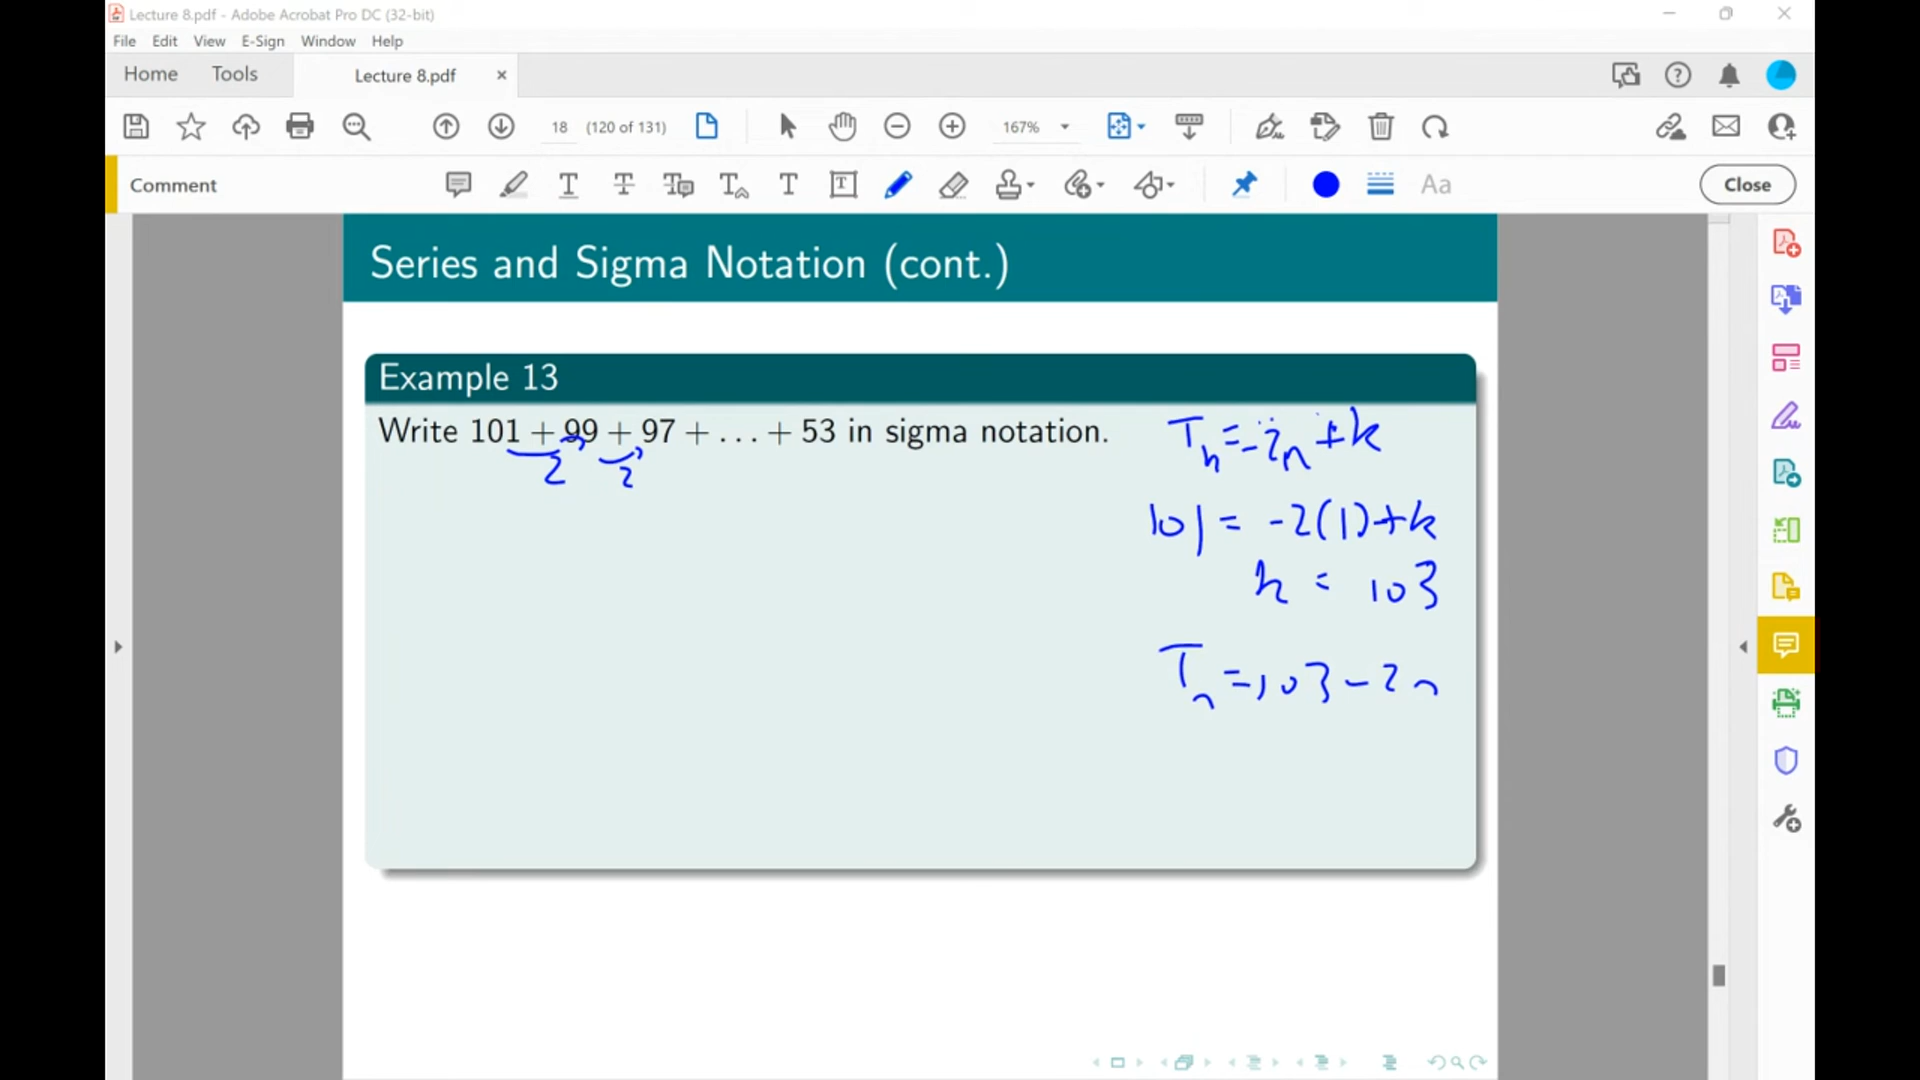 Lecture 8.pdf - Adobe Acrobat Pro DC (32-bit)
File Edit View E-Sign Window Help
Home Tools Lecture 8.pdf ×
18 (120 of 131) 167%
Comment Aa Close
Series and Sigma Notation (cont.)
Example 13
Write 101 + 99 + 97 + … + 53 in sigma notation.
2 2
Tn = -2n + k
101 = -2(1) + k
k = 103
Tn = 103 - 2n